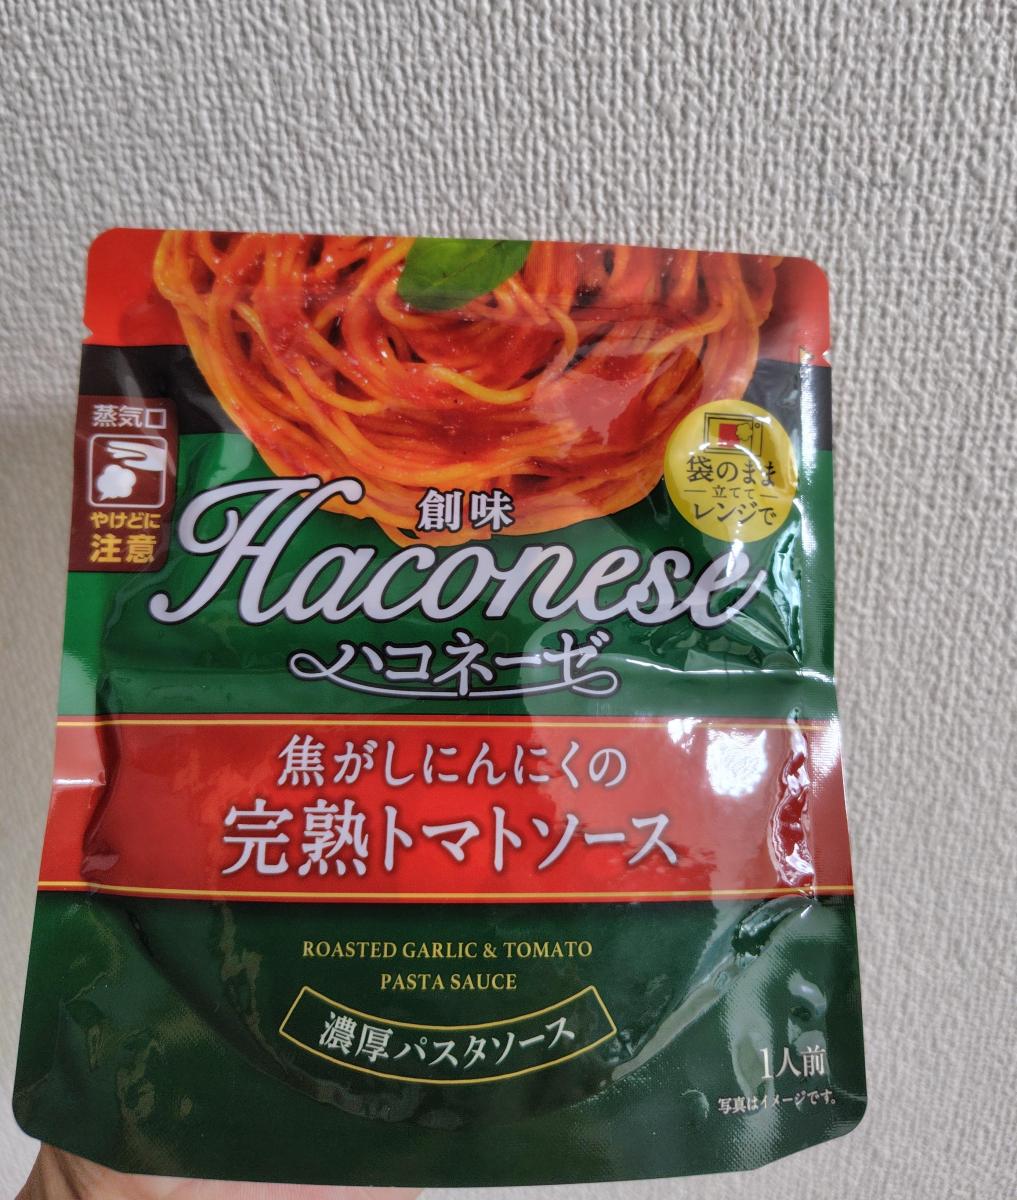 蒸気口
やけどに
注意
袋のまま
立てて
レンジで
創味
Haconese
ハコネーゼ
焦がしにんにくの
完熟トマトソース
ROASTED GARLIC & TOMATO
PASTA SAUCE
濃厚パスタソース
1人前
写真はイメージです。